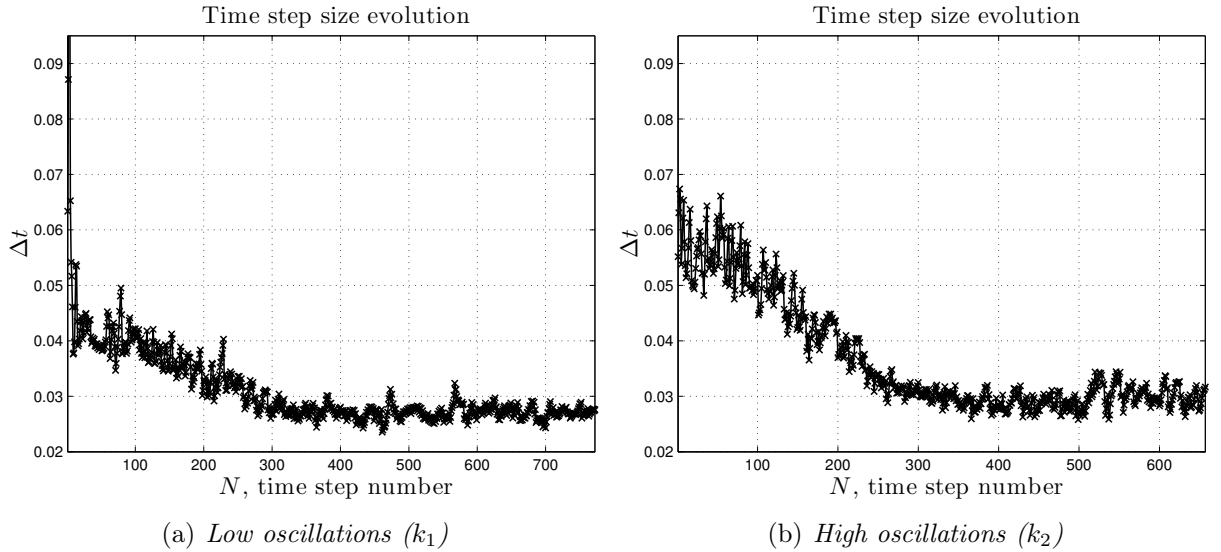 Time step size evolution
0.09
0.08
0.07
0.06
0.05
0.04
0.03
0.02
Δt
100 200 300 400 500 600 700
N, time step number
(a) Low oscillations (k₁)
Time step size evolution
0.09
0.08
0.07
0.06
0.05
0.04
0.03
0.02
Δt
100 200 300 400 500 600
N, time step number
(b) High oscillations (k₂)